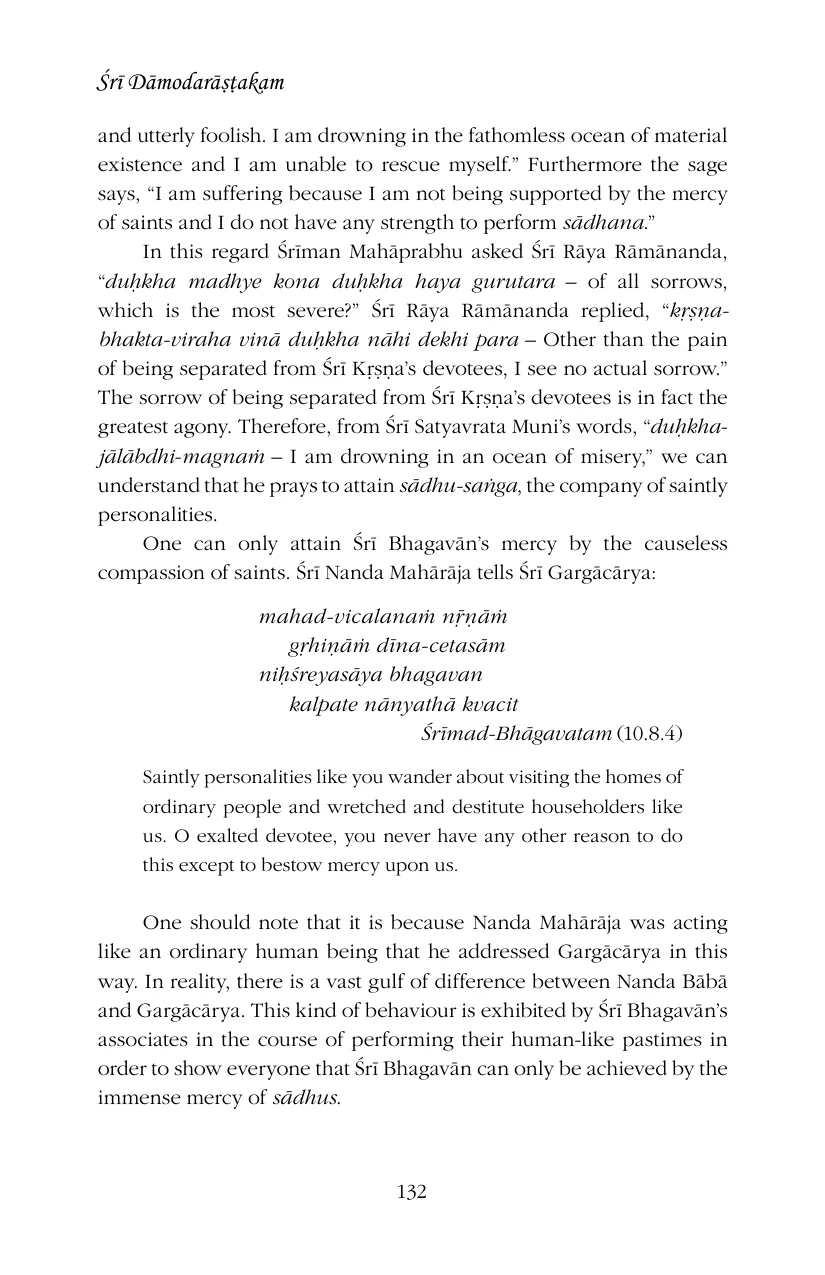 Śrī Dāmodarāṣṭakam
and utterly foolish. I am drowning in the fathomless ocean of material
existence and I am unable to rescue myself.” Furthermore the sage
says, “I am suffering because I am not being supported by the mercy
of saints and I do not have any strength to perform sādhana.”
In this regard Śrīman Mahāprabhu asked Śrī Rāya Rāmānanda,
“duḥkha madhye kona duḥkha haya gurutara – of all sorrows,
which is the most severe?” Śrī Rāya Rāmānanda replied, “kṛṣṇa-
bhakta-viraha vinā duḥkha nāhi dekhi para – Other than the pain
of being separated from Śrī Kṛṣṇa’s devotees, I see no actual sorrow.”
The sorrow of being separated from Śrī Kṛṣṇa’s devotees is in fact the
greatest agony. Therefore, from Śrī Satyavrata Muni’s words, “duḥkha-
jālābdhi-magnaṁ – I am drowning in an ocean of misery,” we can
understand that he prays to attain sādhu-saṅga, the company of saintly
personalities.
One can only attain Śrī Bhagavān’s mercy by the causeless
compassion of saints. Śrī Nanda Mahārāja tells Śrī Gargācārya:
mahad-vicalanaṁ nṝṇāṁ
gṛhiṇāṁ dīna-cetasām
niḥśreyasāya bhagavan
kalpate nānyathā kvacit
Śrīmad-Bhāgavatam (10.8.4)
Saintly personalities like you wander about visiting the homes of
ordinary people and wretched and destitute householders like
us. O exalted devotee, you never have any other reason to do
this except to bestow mercy upon us.
One should note that it is because Nanda Mahārāja was acting
like an ordinary human being that he addressed Gargācārya in this
way. In reality, there is a vast gulf of difference between Nanda Bābā
and Gargācārya. This kind of behaviour is exhibited by Śrī Bhagavān’s
associates in the course of performing their human-like pastimes in
order to show everyone that Śrī Bhagavān can only be achieved by the
immense mercy of sādhus.
132